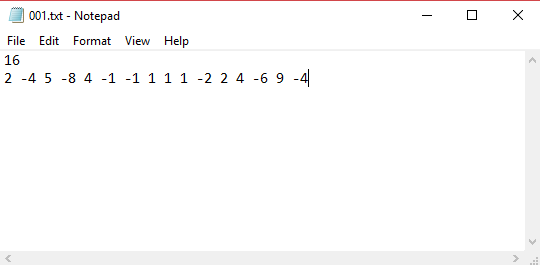 001.txt - Notepad
File Edit Format View Help
16
2 -4 5 -8 4 -1 -1 1 1 1 -2 2 4 -6 9 -4